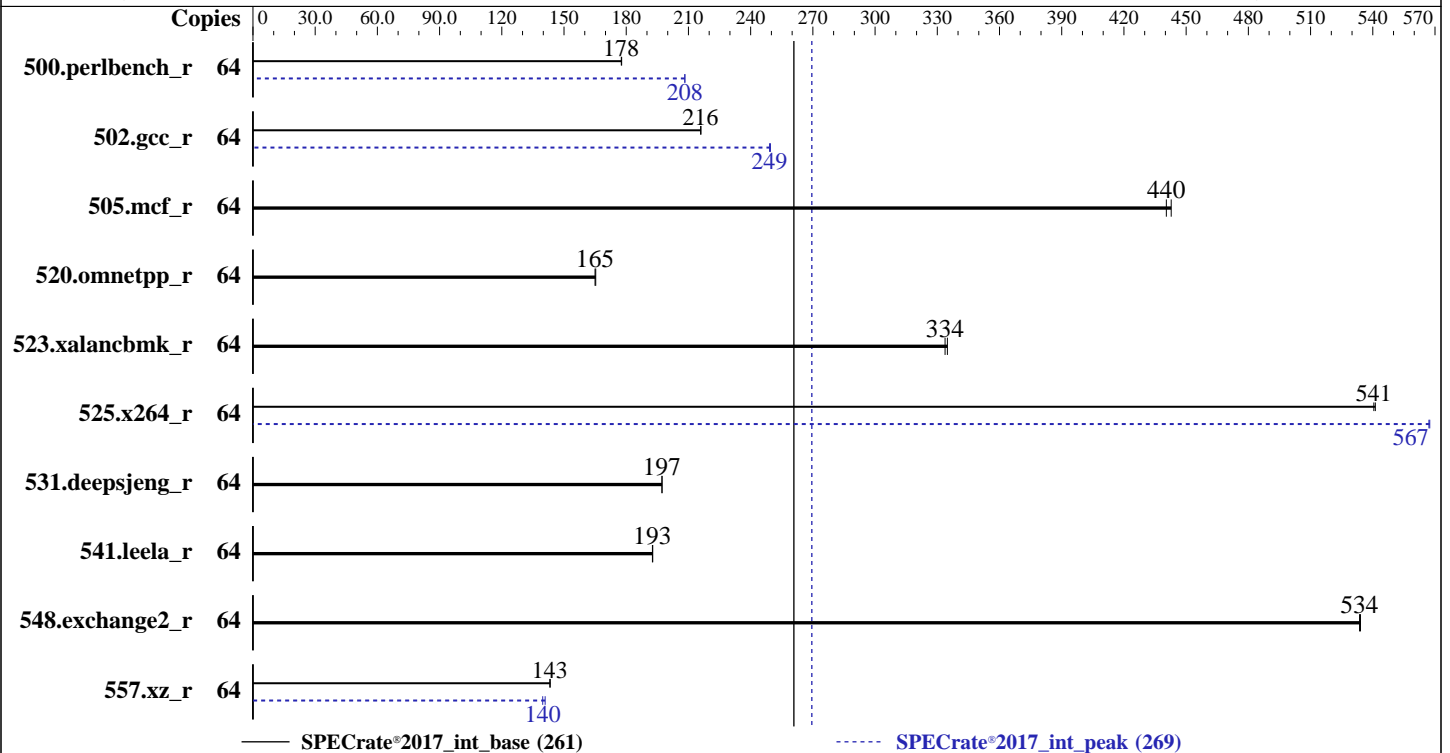 Copies 0 30.0 60.0 90.0 120 150 180 210 240 270 300 330 360 390 420 450 480 510 540 570
178
500.perlbench_r 64
208
216
502.gcc_r 64
249
440
505.mcf_r 64
165
520.omnetpp_r 64
334
523.xalancbmk_r 64
541
525.x264_r 64
567
197
531.deepsjeng_r 64
193
541.leela_r 64
534
548.exchange2_r 64
143
557.xz_r 64
140
SPECrate®2017_int_base (261) SPECrate®2017_int_peak (269)